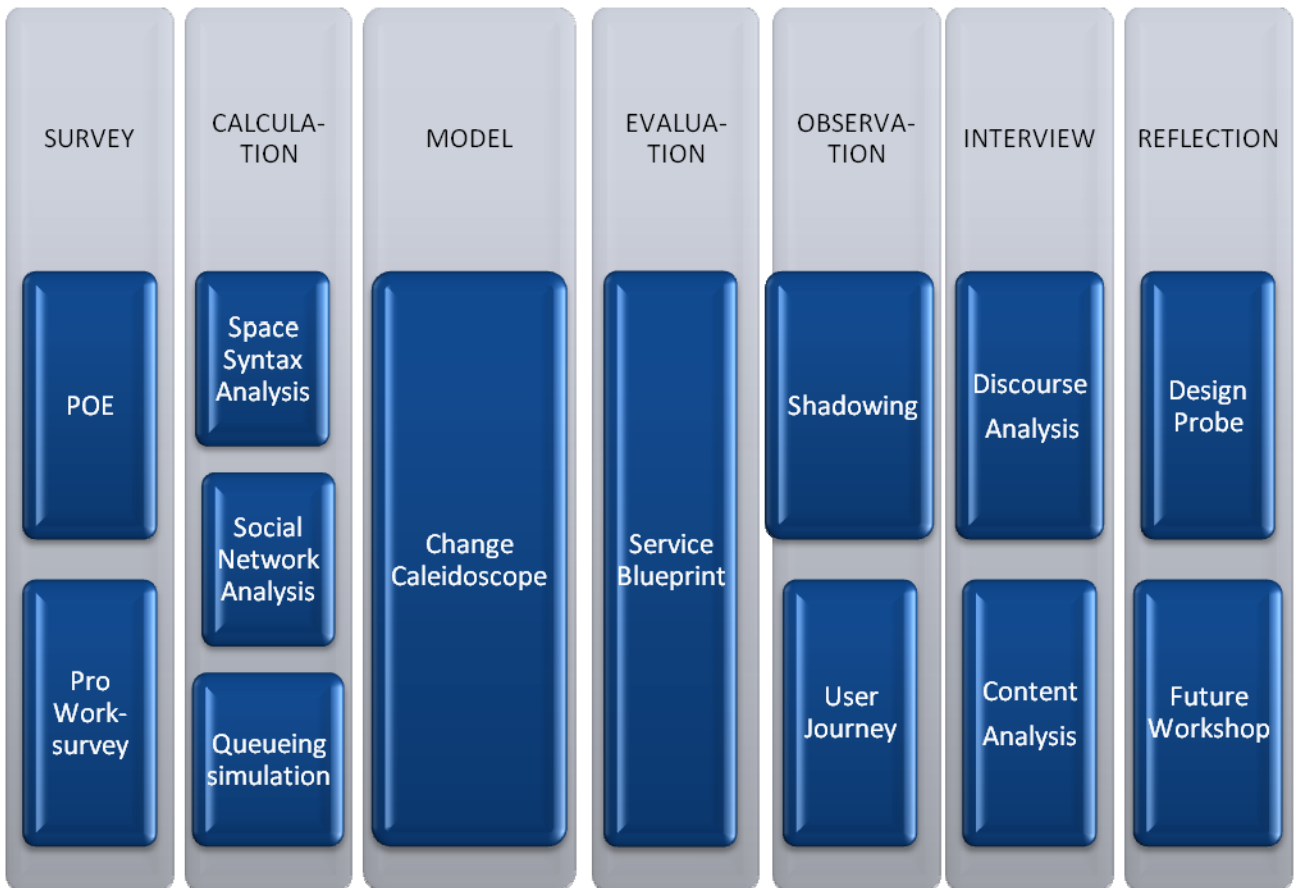 SURVEY
POE
Pro
Work-
survey
CALCULA-
TION
Space
Syntax
Analysis
Social
Network
Analysis
Queueing
simulation
MODEL
Change
Caleidoscope
EVALUA-
TION
Service
Blueprint
OBSERVA-
TION
Shadowing
User
Journey
INTERVIEW
Discourse
Analysis
Content
Analysis
REFLECTION
Design
Probe
Future
Workshop